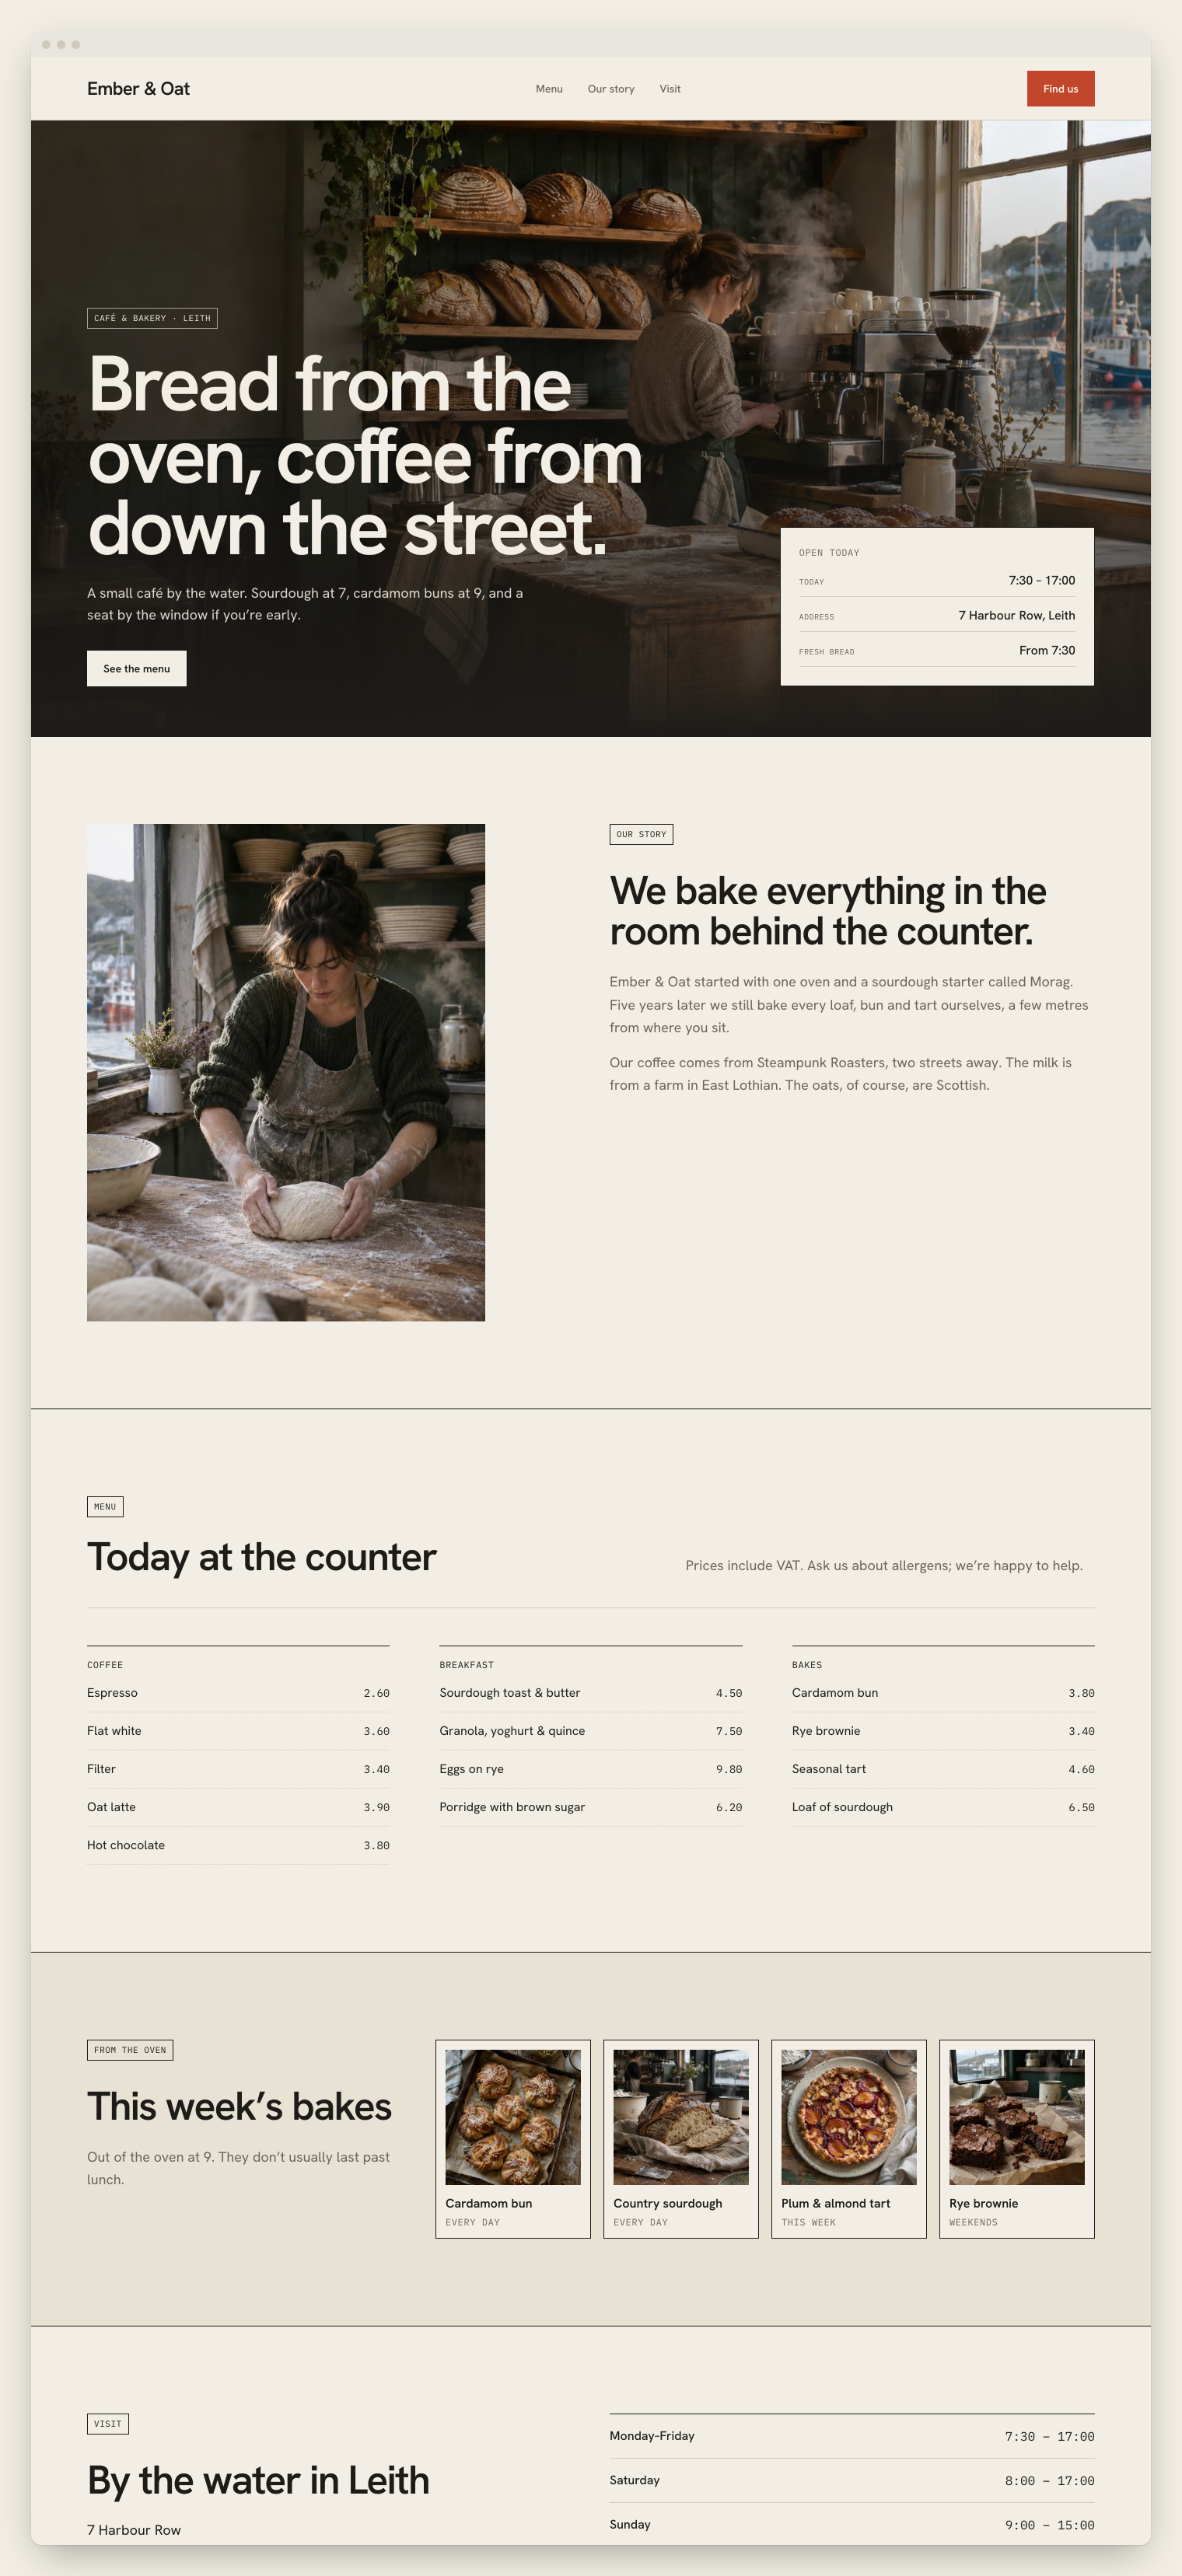 Ember & Oat
Menu
Our story
Visit
Find us
CAFÉ & BAKERY · LEITH
Bread from the
oven, coffee from
down the street.
A small café by the water. Sourdough at 7, cardamom buns at 9, and a
seat by the window if you’re early.
See the menu
OPEN TODAY
TODAY 7:30 – 17:00
ADDRESS 7 Harbour Row, Leith
FRESH BREAD From 7:30
OUR STORY
We bake everything in the
room behind the counter.
Ember & Oat started with one oven and a sourdough starter called Morag.
Five years later we still bake every loaf, bun and tart ourselves, a few metres
from where you sit.
Our coffee comes from Steampunk Roasters, two streets away. The milk is
from a farm in East Lothian. The oats, of course, are Scottish.
MENU
Today at the counter
Prices include VAT. Ask us about allergens; we’re happy to help.
COFFEE
Espresso 2.60
Flat white 3.60
Filter 3.40
Oat latte 3.90
Hot chocolate 3.80
BREAKFAST
Sourdough toast & butter 4.50
Granola, yoghurt & quince 7.50
Eggs on rye 9.80
Porridge with brown sugar 6.20
BAKES
Cardamom bun 3.80
Rye brownie 3.40
Seasonal tart 4.60
Loaf of sourdough 6.50
FROM THE OVEN
This week’s bakes
Out of the oven at 9. They don’t usually last past
lunch.
Cardamom bun
EVERY DAY
Country sourdough
EVERY DAY
Plum & almond tart
THIS WEEK
Rye brownie
WEEKENDS
VISIT
By the water in Leith
7 Harbour Row
Monday–Friday 7:30 – 17:00
Saturday 8:00 – 17:00
Sunday 9:00 – 15:00